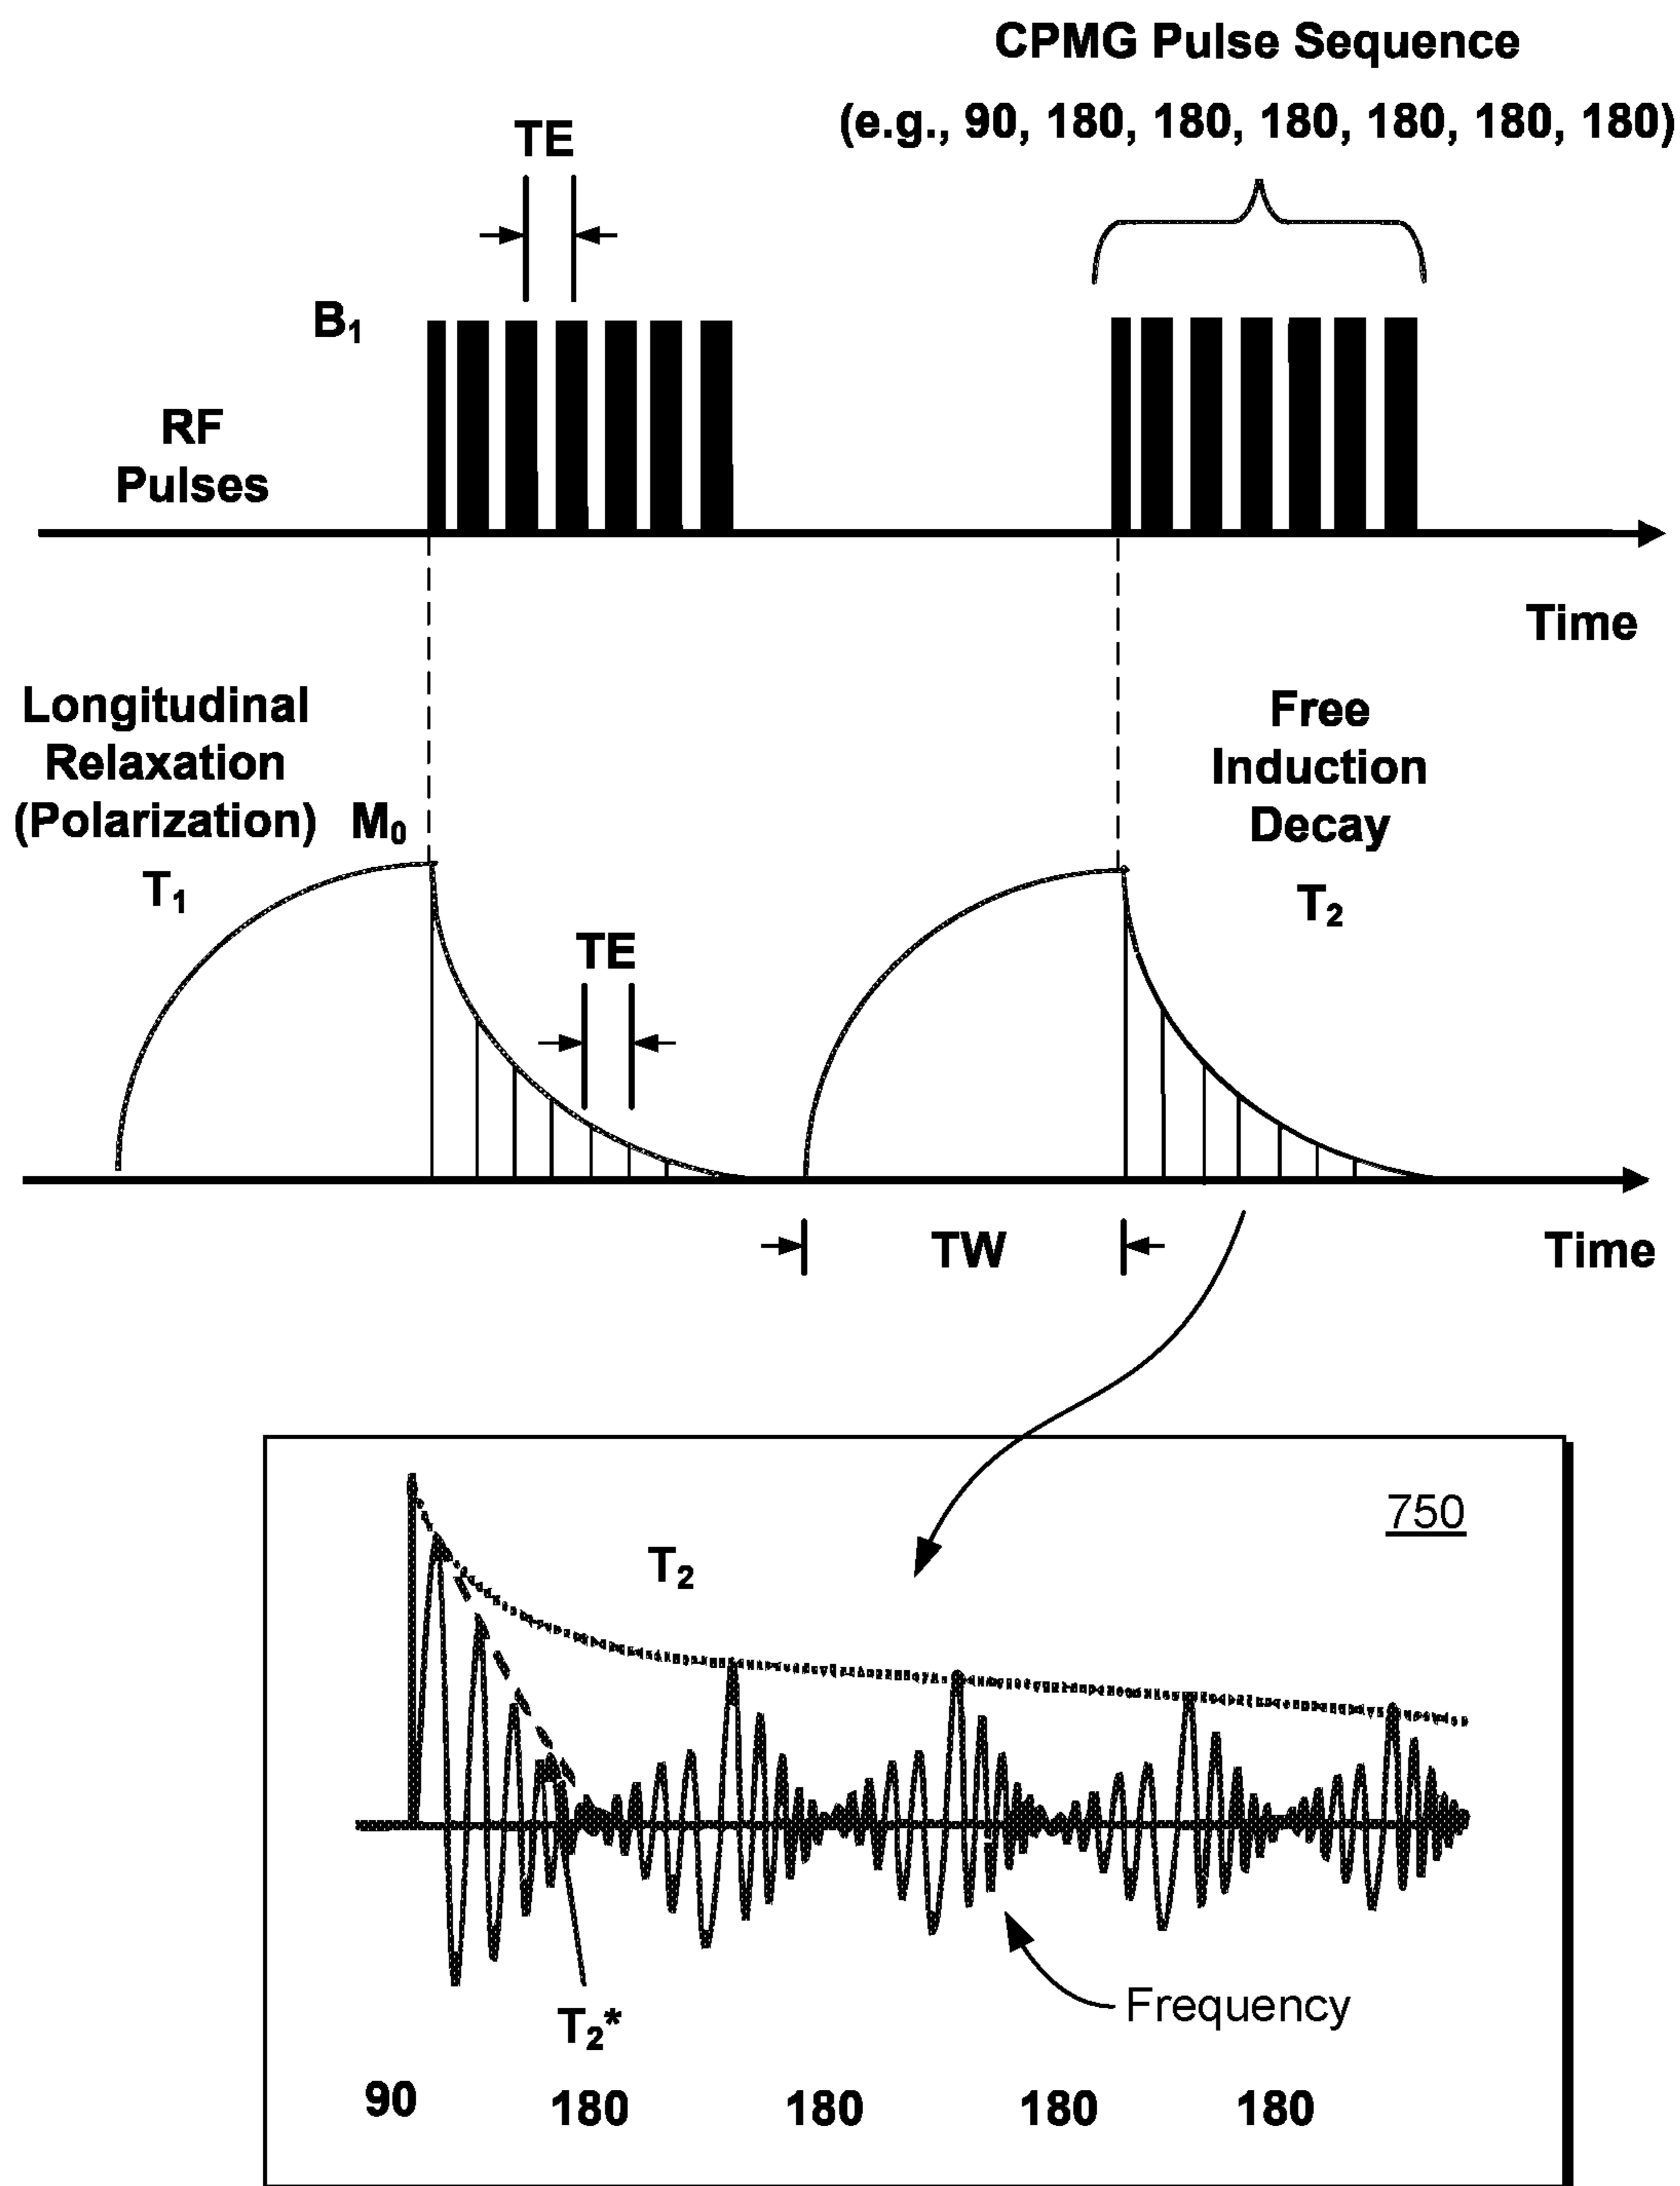 CPMG Pulse Sequence
(e.g., 90, 180, 180, 180, 180, 180, 180)
TE
B₁
RF
Pulses
Time
Longitudinal
Relaxation
(Polarization)
M₀
T₁
Free
Induction
Decay
T₂
TE
TW
Time
750
T₂
Frequency
T₂*
90
180
180
180
180